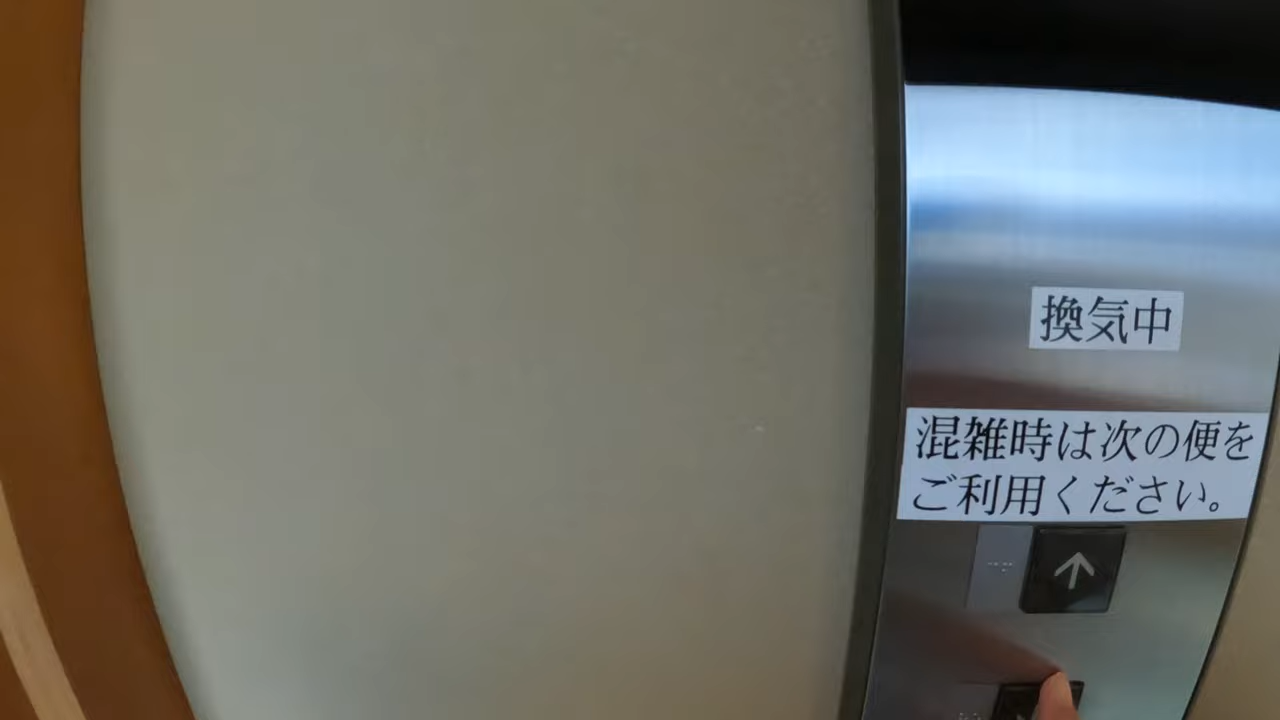 換気中
混雑時は次の便を
ご利用ください。